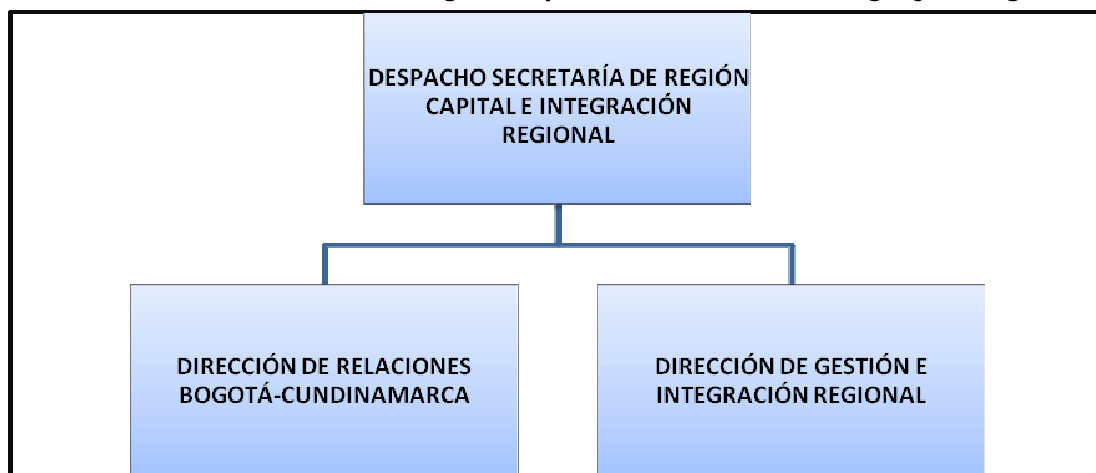 DESPACHO SECRETARÍA DE REGIÓN
CAPITAL E INTEGRACIÓN
REGIONAL
DIRECCIÓN DE RELACIONES
BOGOTÁ-CUNDINAMARCA
DIRECCIÓN DE GESTIÓN E
INTEGRACIÓN REGIONAL